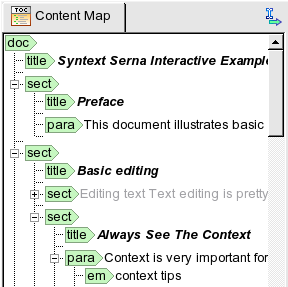 TOC Content Map
doc
title Syntext Serna Interactive Example
sect
title Preface
para This document illustrates basic
sect
title Basic editing
sect Editing text Text editing is pretty
sect
title Always See The Context
para Context is very important for
em context tips